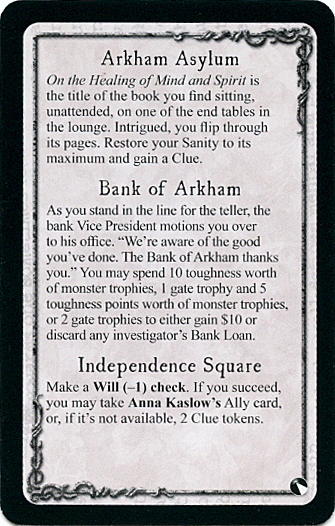 Arkham Asylum
On the Healing of Mind and Spirit is
the title of the book you find sitting,
unattended, on one of the end tables in
the lounge. Intrigued, you flip through
its pages. Restore your Sanity to its
maximum and gain a Clue.
Bank of Arkham
As you stand in the line for the teller, the
bank Vice President motions you over
to his office. “We’re aware of the good
you’ve done. The Bank of Arkham thanks
you.” You may spend 10 toughness worth
of monster trophies, 1 gate trophy and 5
toughness points worth of monster trophies,
or 2 gate trophies to either gain $10 or
discard any investigator’s Bank Loan.
Independence Square
Make a Will (–1) check. If you succeed,
you may take Anna Kaslow’s Ally card,
or, if it’s not available, 2 Clue tokens.